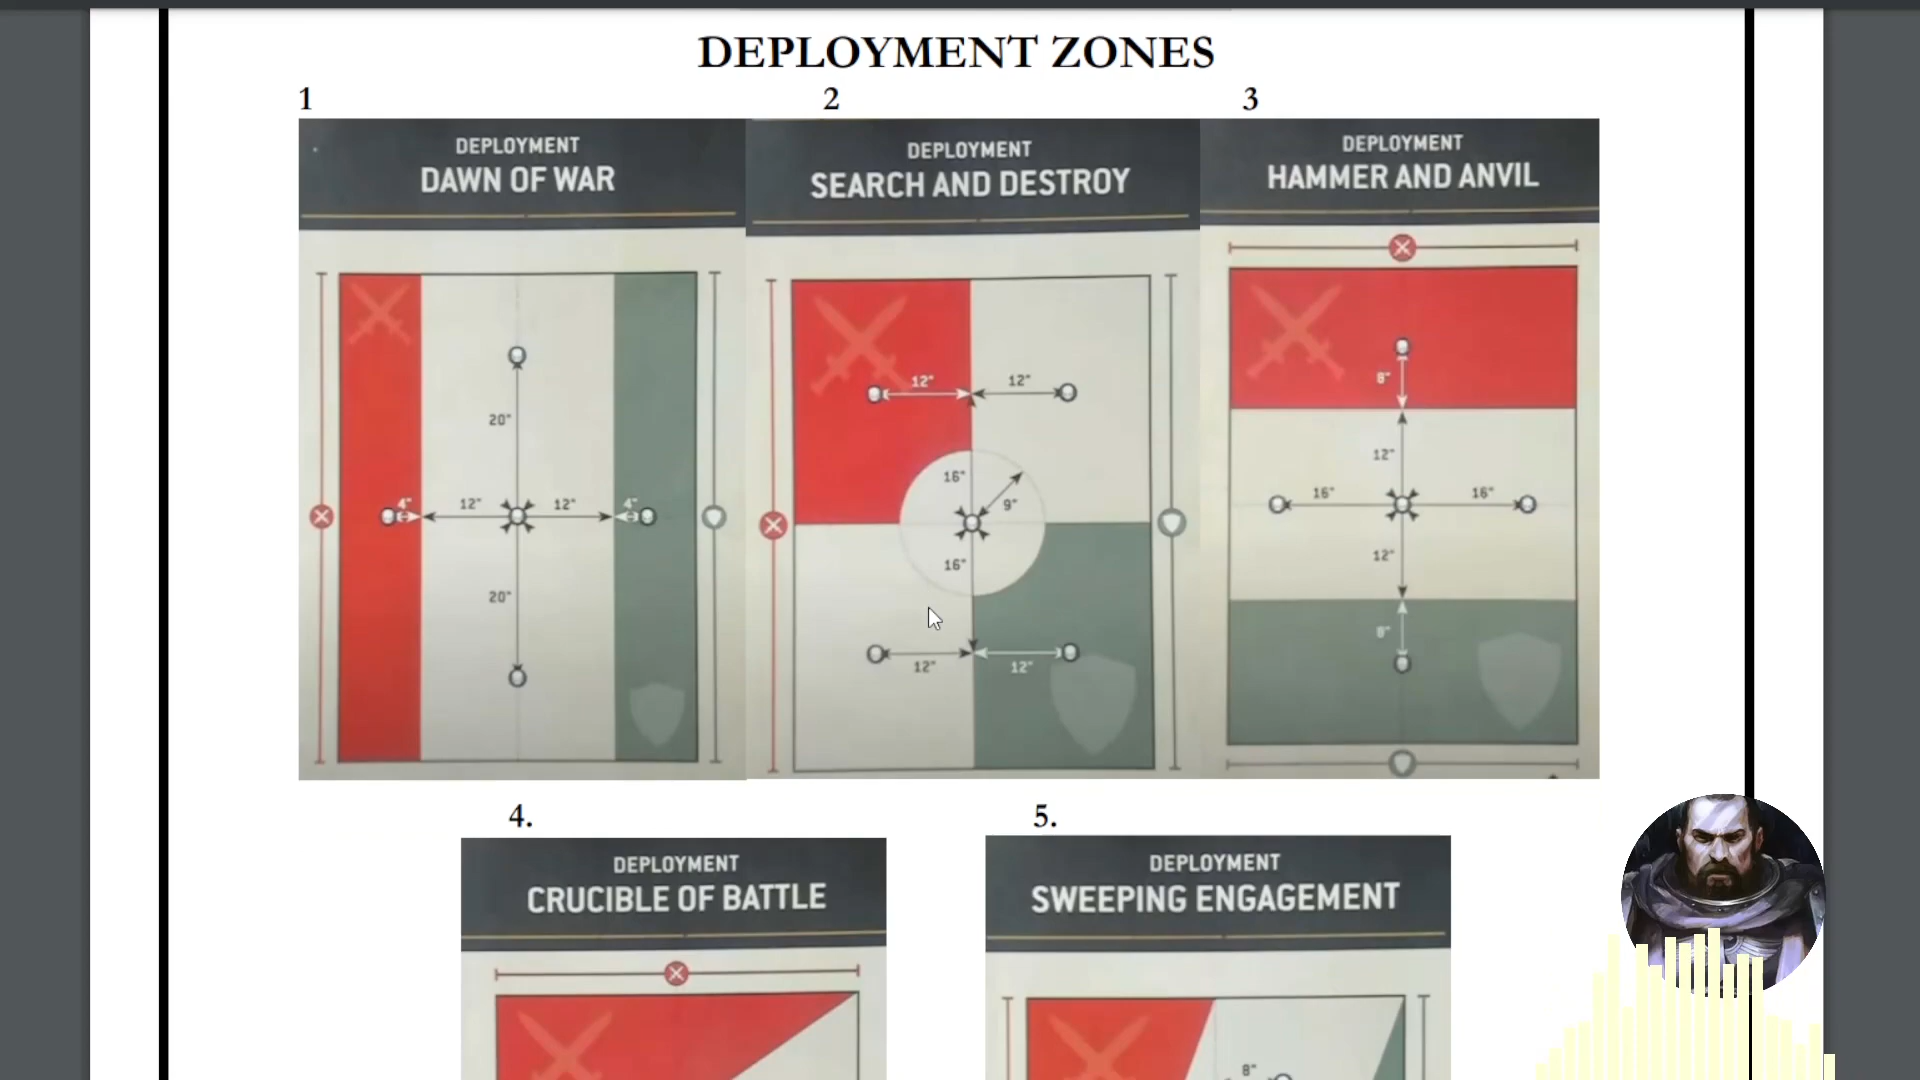 DEPLOYMENT ZONES
1
2
3
DEPLOYMENT
DAWN OF WAR
20"
4"
12"
12"
4"
20"
DEPLOYMENT
SEARCH AND DESTROY
12"
12"
16"
9"
16"
12"
12"
DEPLOYMENT
HAMMER AND ANVIL
8"
12"
16"
16"
12"
8"
4.
5.
DEPLOYMENT
CRUCIBLE OF BATTLE
DEPLOYMENT
SWEEPING ENGAGEMENT
8"